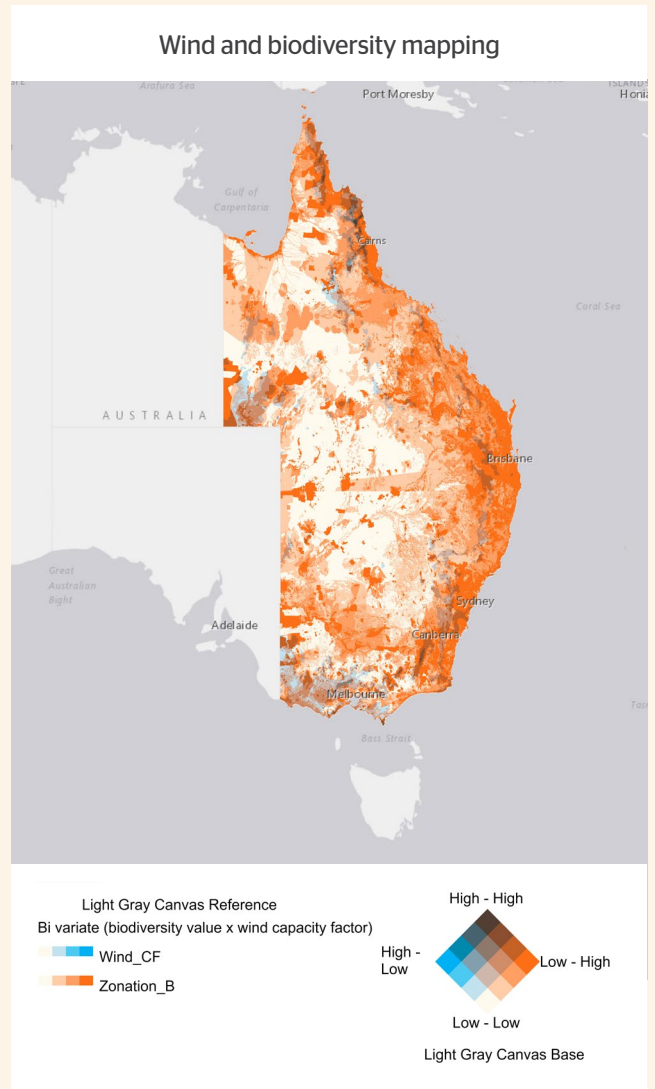 Wind and biodiversity mapping
Arafura Sea
Port Moresby
ISLANDS
Honia
Gulf of
Carpentaria
Cairns
Coral Sea
AUSTRALIA
Brisbane
Great
Australian
Bight
Sydney
Adelaide
Canberra
Melbourne
Tas
Bass Strait
Light Gray Canvas Reference
Bi variate (biodiversity value x wind capacity factor)
Wind_CF
Zonation_B
High - High
High -
Low
Low - High
Low - Low
Light Gray Canvas Base